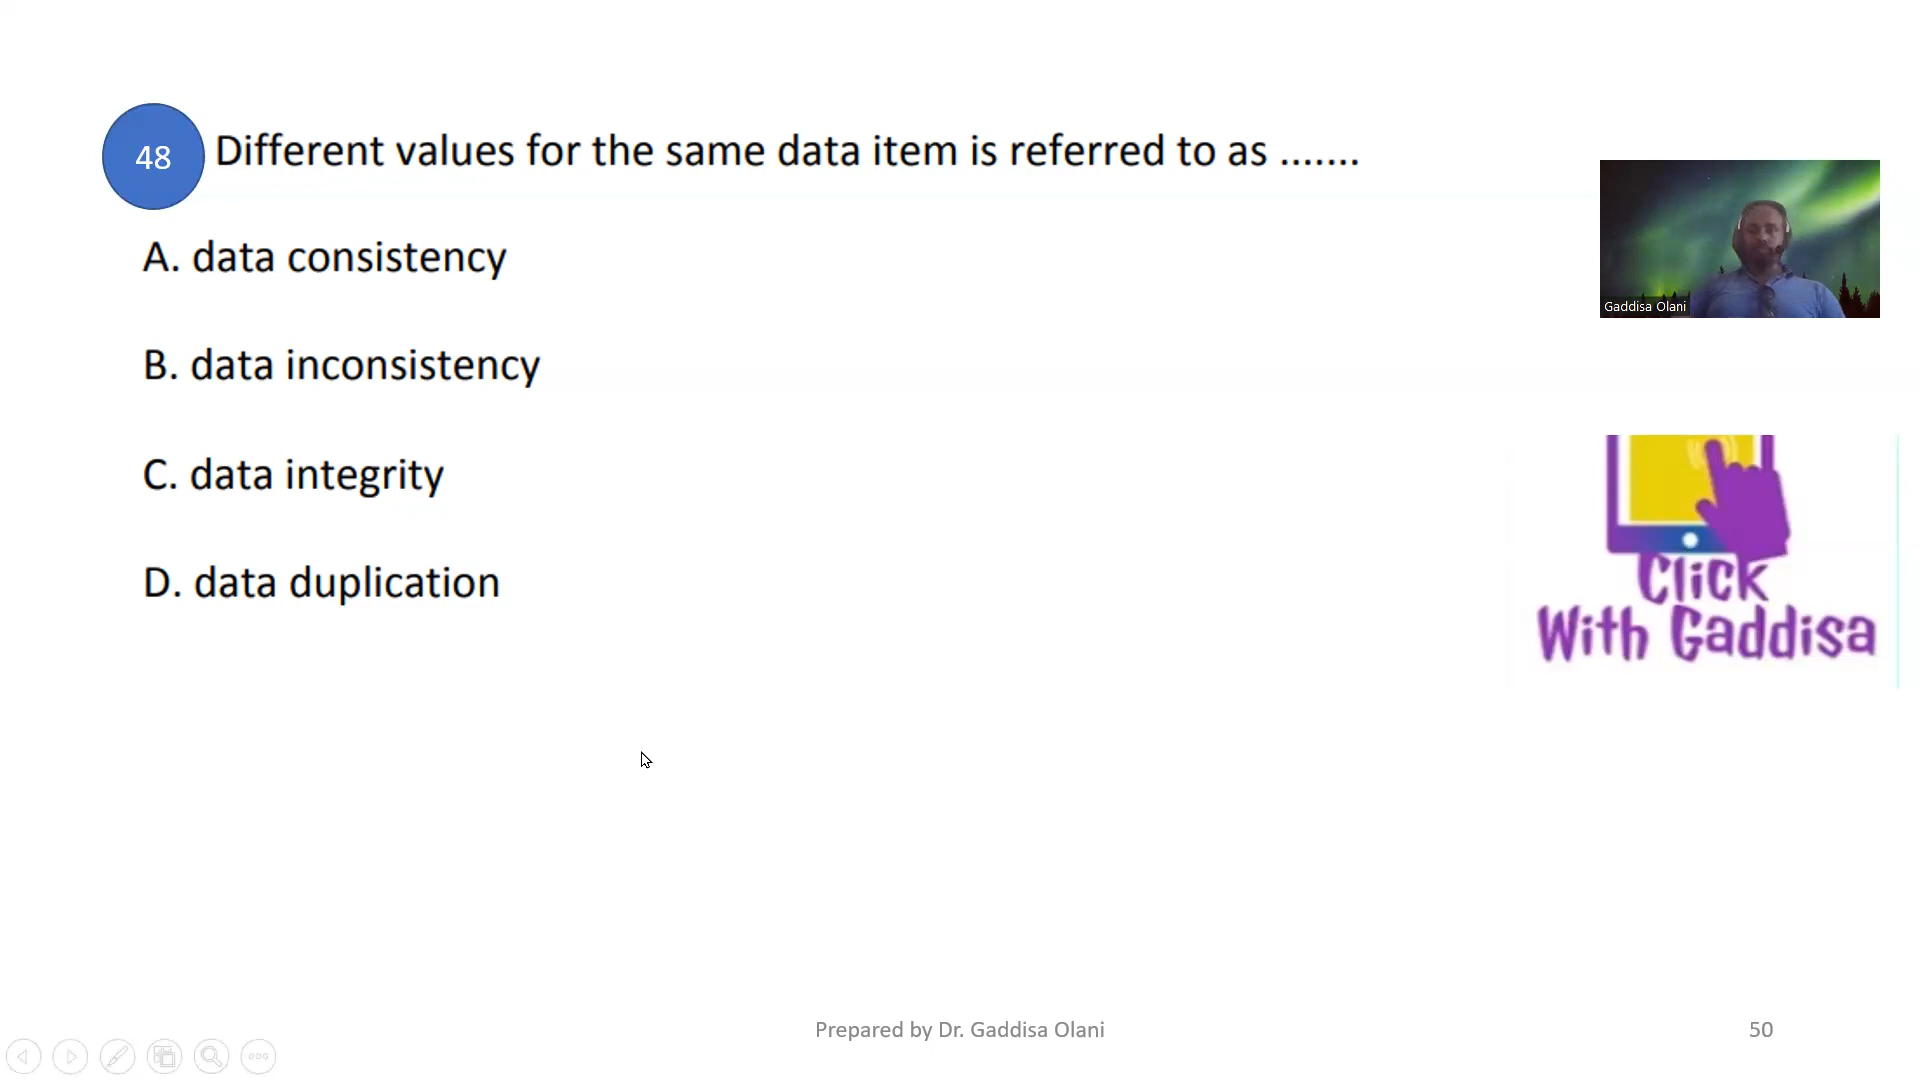 48
Different values for the same data item is referred to as .......
A. data consistency
B. data inconsistency
C. data integrity
D. data duplication
Gaddisa Olani
Click
With Gaddisa
Prepared by Dr. Gaddisa Olani
50